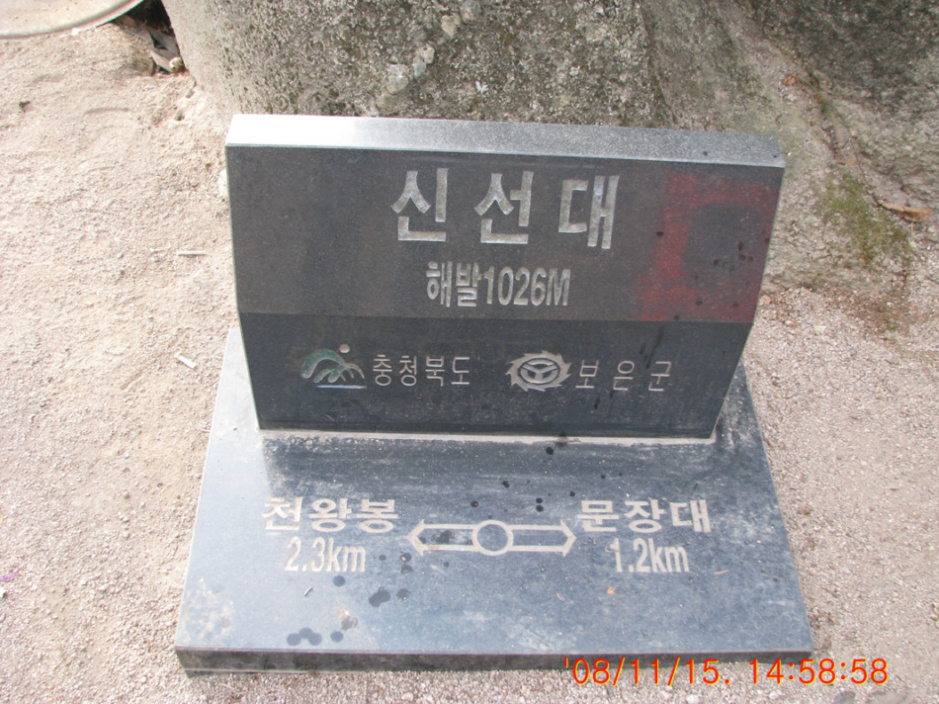 신선대
해발1026M
충청북도 보은군
천왕봉 문장대
2.3km 1.2km
'08/11/15. 14:58:58